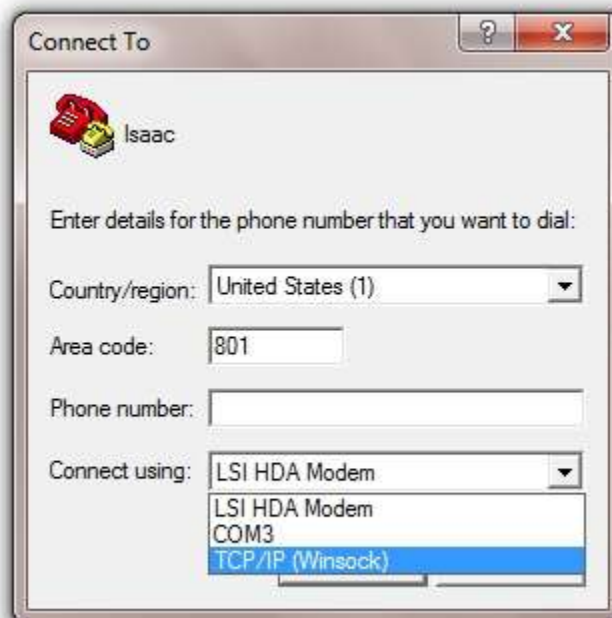 Connect To
?
Isaac
Enter details for the phone number that you want to dial:
Country/region: United States (1)
Area code: 801
Phone number:
Connect using: LSI HDA Modem
LSI HDA Modem
COM3
TCP/IP (Winsock)